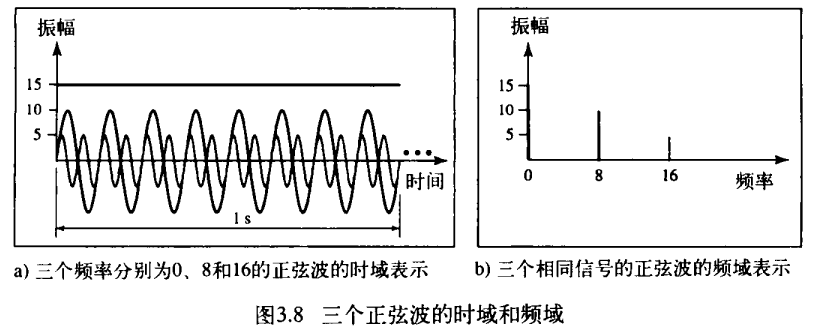 振幅
15
10
5
时间
1 s
a) 三个频率分别为0、8和16的正弦波的时域表示
振幅
15
10
5
0
8
16
频率
b) 三个相同信号的正弦波的频域表示
图3.8 三个正弦波的时域和频域